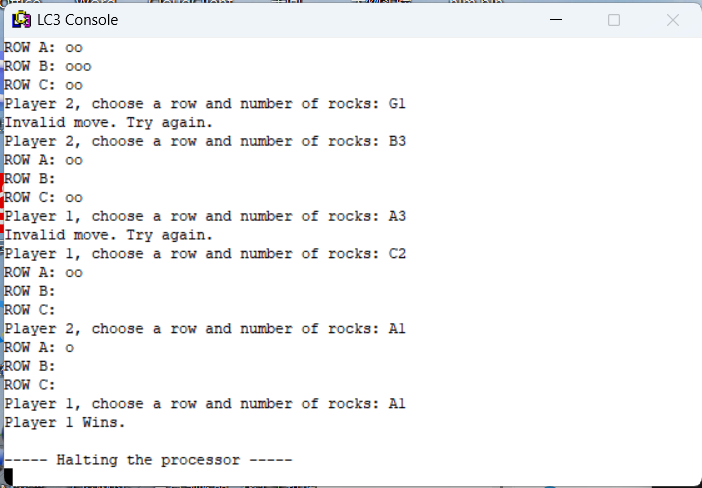 LC3 Console
ROW A: oo
ROW B: ooo
ROW C: oo
Player 2, choose a row and number of rocks: G1
Invalid move. Try again.
Player 2, choose a row and number of rocks: B3
ROW A: oo
ROW B:
ROW C: oo
Player 1, choose a row and number of rocks: A3
Invalid move. Try again.
Player 1, choose a row and number of rocks: C2
ROW A: oo
ROW B:
ROW C:
Player 2, choose a row and number of rocks: A1
ROW A: o
ROW B:
ROW C:
Player 1, choose a row and number of rocks: A1
Player 1 Wins.
----- Halting the processor -----